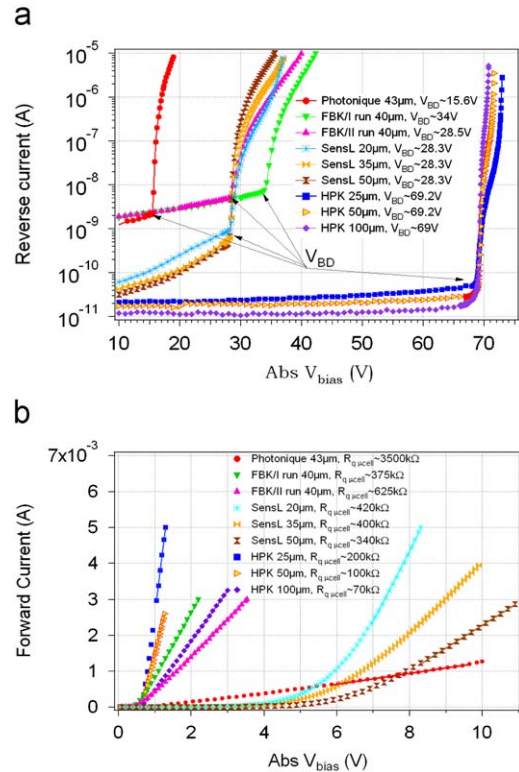 a
10^-5
10^-6
10^-7
10^-8
10^-9
10^-10
10^-11
Reverse current (A)
Photonique 43µm, V_BD~15.6V
FBK/I run 40µm, V_BD~34V
FBK/II run 40µm, V_BD~28.5V
SensL 20µm, V_BD~28.3V
SensL 35µm, V_BD~28.3V
SensL 50µm, V_BD~28.3V
HPK 25µm, V_BD~69.2V
HPK 50µm, V_BD~69.2V
HPK 100µm, V_BD~69V
V_BD
10 20 30 40 50 60 70
Abs V_bias (V)
b
7x10^-3
6
5
4
3
2
1
0
Forward Current (A)
Photonique 43µm, R_q µcell~3500kΩ
FBK/I run 40µm, R_q µcell~375kΩ
FBK/II run 40µm, R_q µcell~625kΩ
SensL 20µm, R_q µcell~420kΩ
SensL 35µm, R_q µcell~400kΩ
SensL 50µm, R_q µcell~340kΩ
HPK 25µm, R_q µcell~200kΩ
HPK 50µm, R_q µcell~100kΩ
HPK 100µm, R_q µcell~70kΩ
0 2 4 6 8 10
Abs V_bias (V)